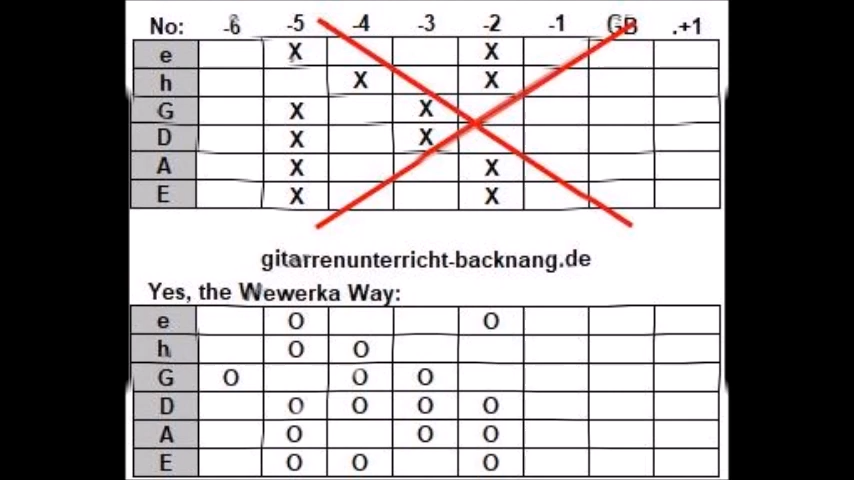 No: -6 -5 -4 -3 -2 -1 GB .+1
e X X
h X X
G X X
D X X
A X X
E X X
gitarrenunterricht-backnang.de
Yes, the Wewerka Way:
e O O
h O O
G O O O
D O O O O
A O O O
E O O O